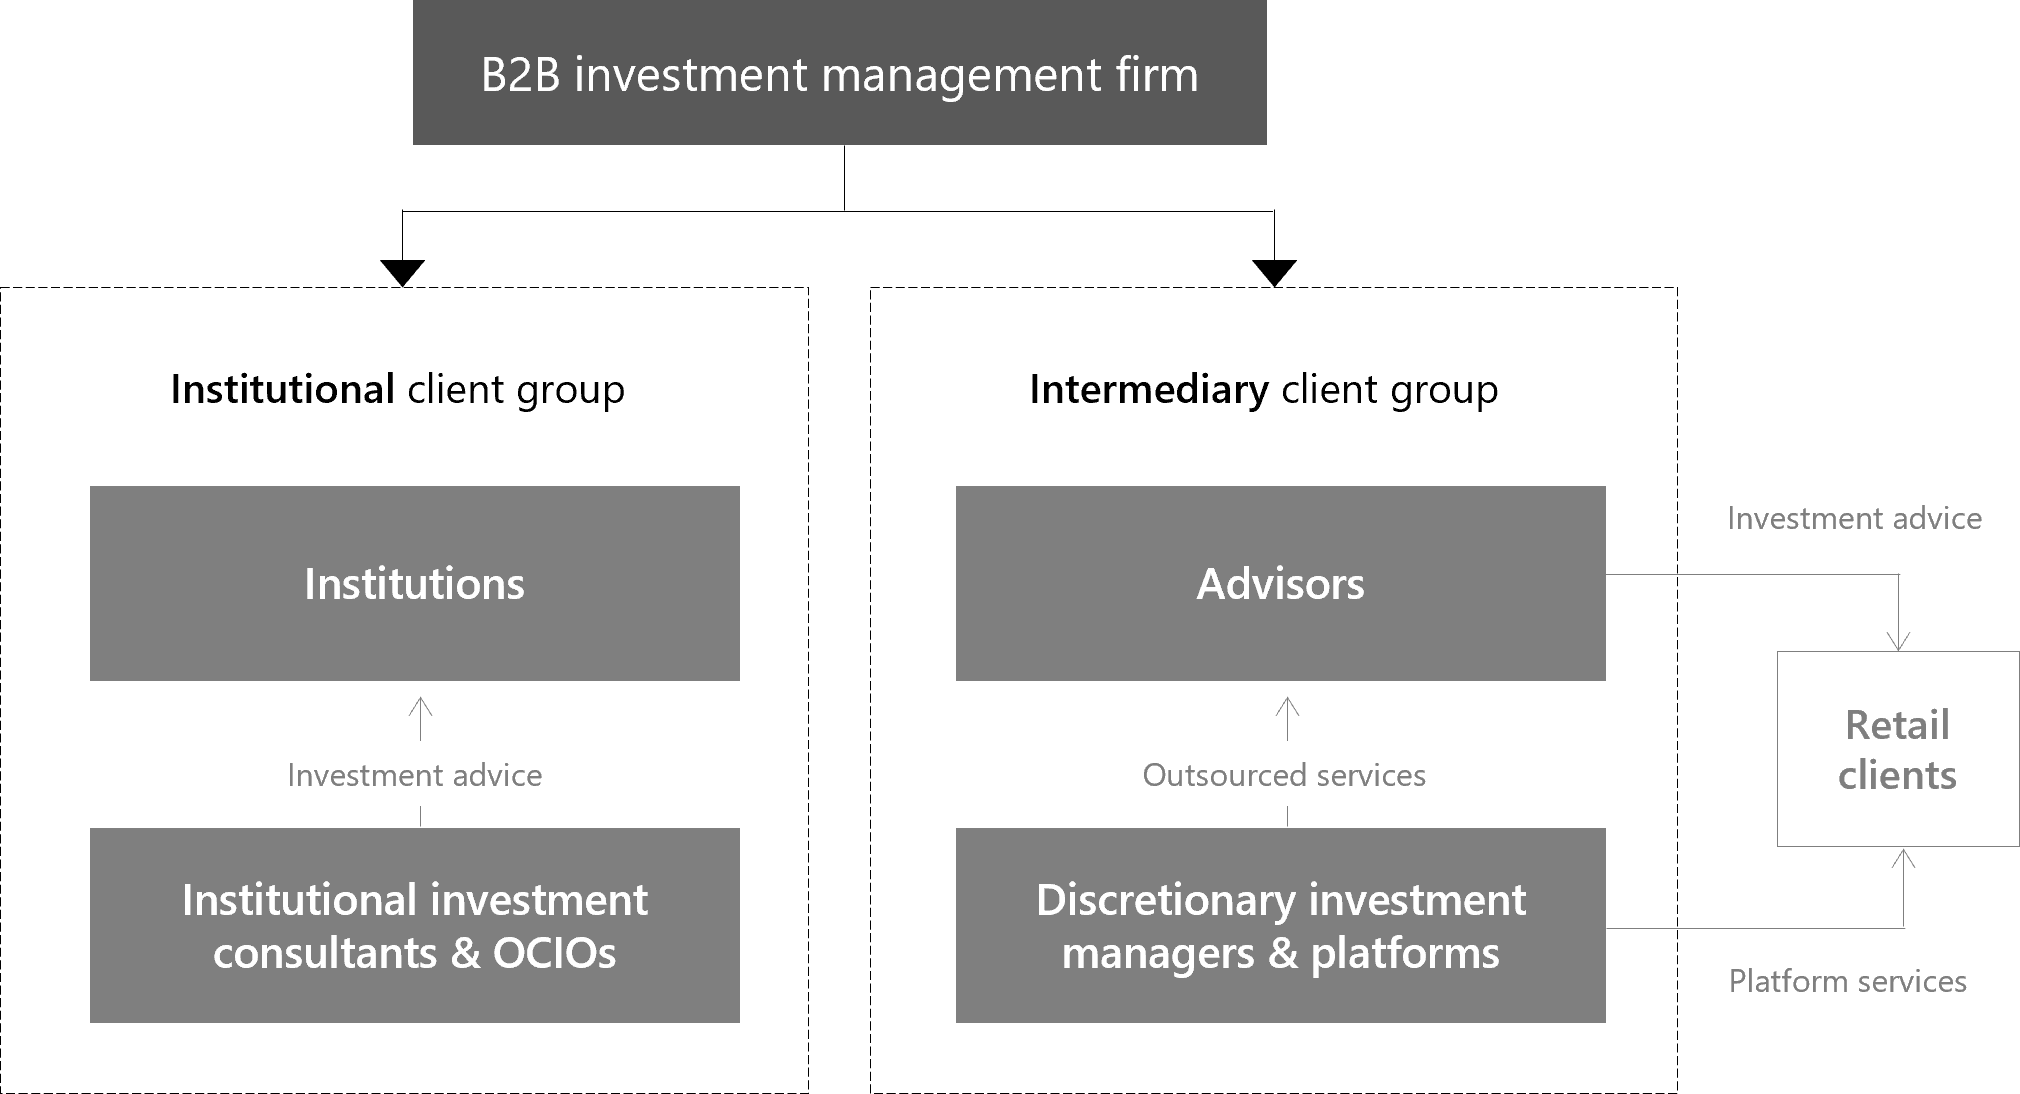 B2B investment management firm
Institutional client group
Institutions
Investment advice
Institutional investment
consultants & OCIOs
Intermediary client group
Advisors
Outsourced services
Discretionary investment
managers & platforms
Investment advice
Retail
clients
Platform services